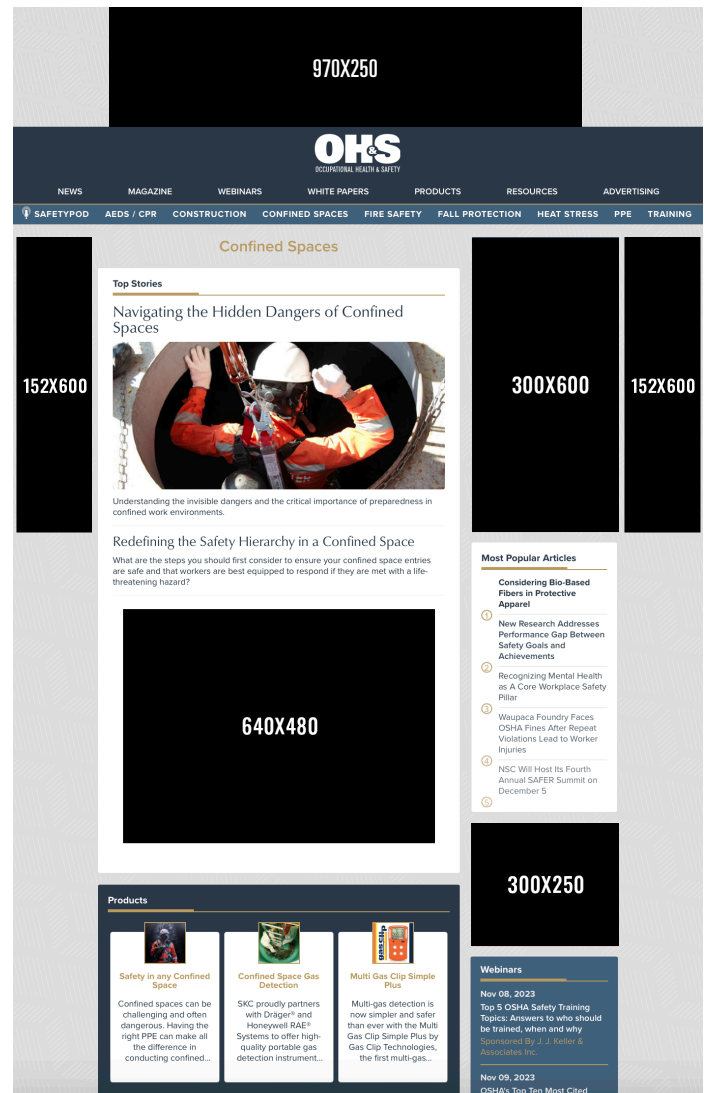 970X250
OH&S
OCCUPATIONAL HEALTH & SAFETY
NEWS MAGAZINE WEBINARS WHITE PAPERS PRODUCTS RESOURCES ADVERTISING
SAFETYPOD AEDS / CPR CONSTRUCTION CONFINED SPACES FIRE SAFETY FALL PROTECTION HEAT STRESS PPE TRAINING
152X600
Confined Spaces
Top Stories
Navigating the Hidden Dangers of Confined
Spaces
Understanding the invisible dangers and the critical importance of preparedness in
confined work environments.
Redefining the Safety Hierarchy in a Confined Space
What are the steps you should first consider to ensure your confined space entries
are safe and that workers are best equipped to respond if they are met with a life-
threatening hazard?
640X480
Products
gasclip
Safety in any Confined
Space
Confined spaces can be
challenging and often
dangerous. Having the
right PPE can make all
the difference in
conducting confined...
Confined Space Gas
Detection
SKC proudly partners
with Dräger® and
Honeywell RAE®
Systems to offer high-
quality portable gas
detection instrument...
Multi Gas Clip Simple
Plus
Multi-gas detection is
now simpler and safer
than ever with the Multi
Gas Clip Simple Plus by
Gas Clip Technologies,
the first multi-gas...
300X600
152X600
Most Popular Articles
Considering Bio-Based
Fibers in Protective
Apparel
1
New Research Addresses
Performance Gap Between
Safety Goals and
Achievements
2
Recognizing Mental Health
as A Core Workplace Safety
Pillar
3
Waupaca Foundry Faces
OSHA Fines After Repeat
Violations Lead to Worker
Injuries
4
NSC Will Host Its Fourth
Annual SAFER Summit on
December 5
5
300X250
Webinars
Nov 08, 2023
Top 5 OSHA Safety Training
Topics: Answers to who should
be trained, when and why
Sponsored By J. J. Keller &
Associates Inc.
Nov 09, 2023
OSHA's Top Ten Most Cited